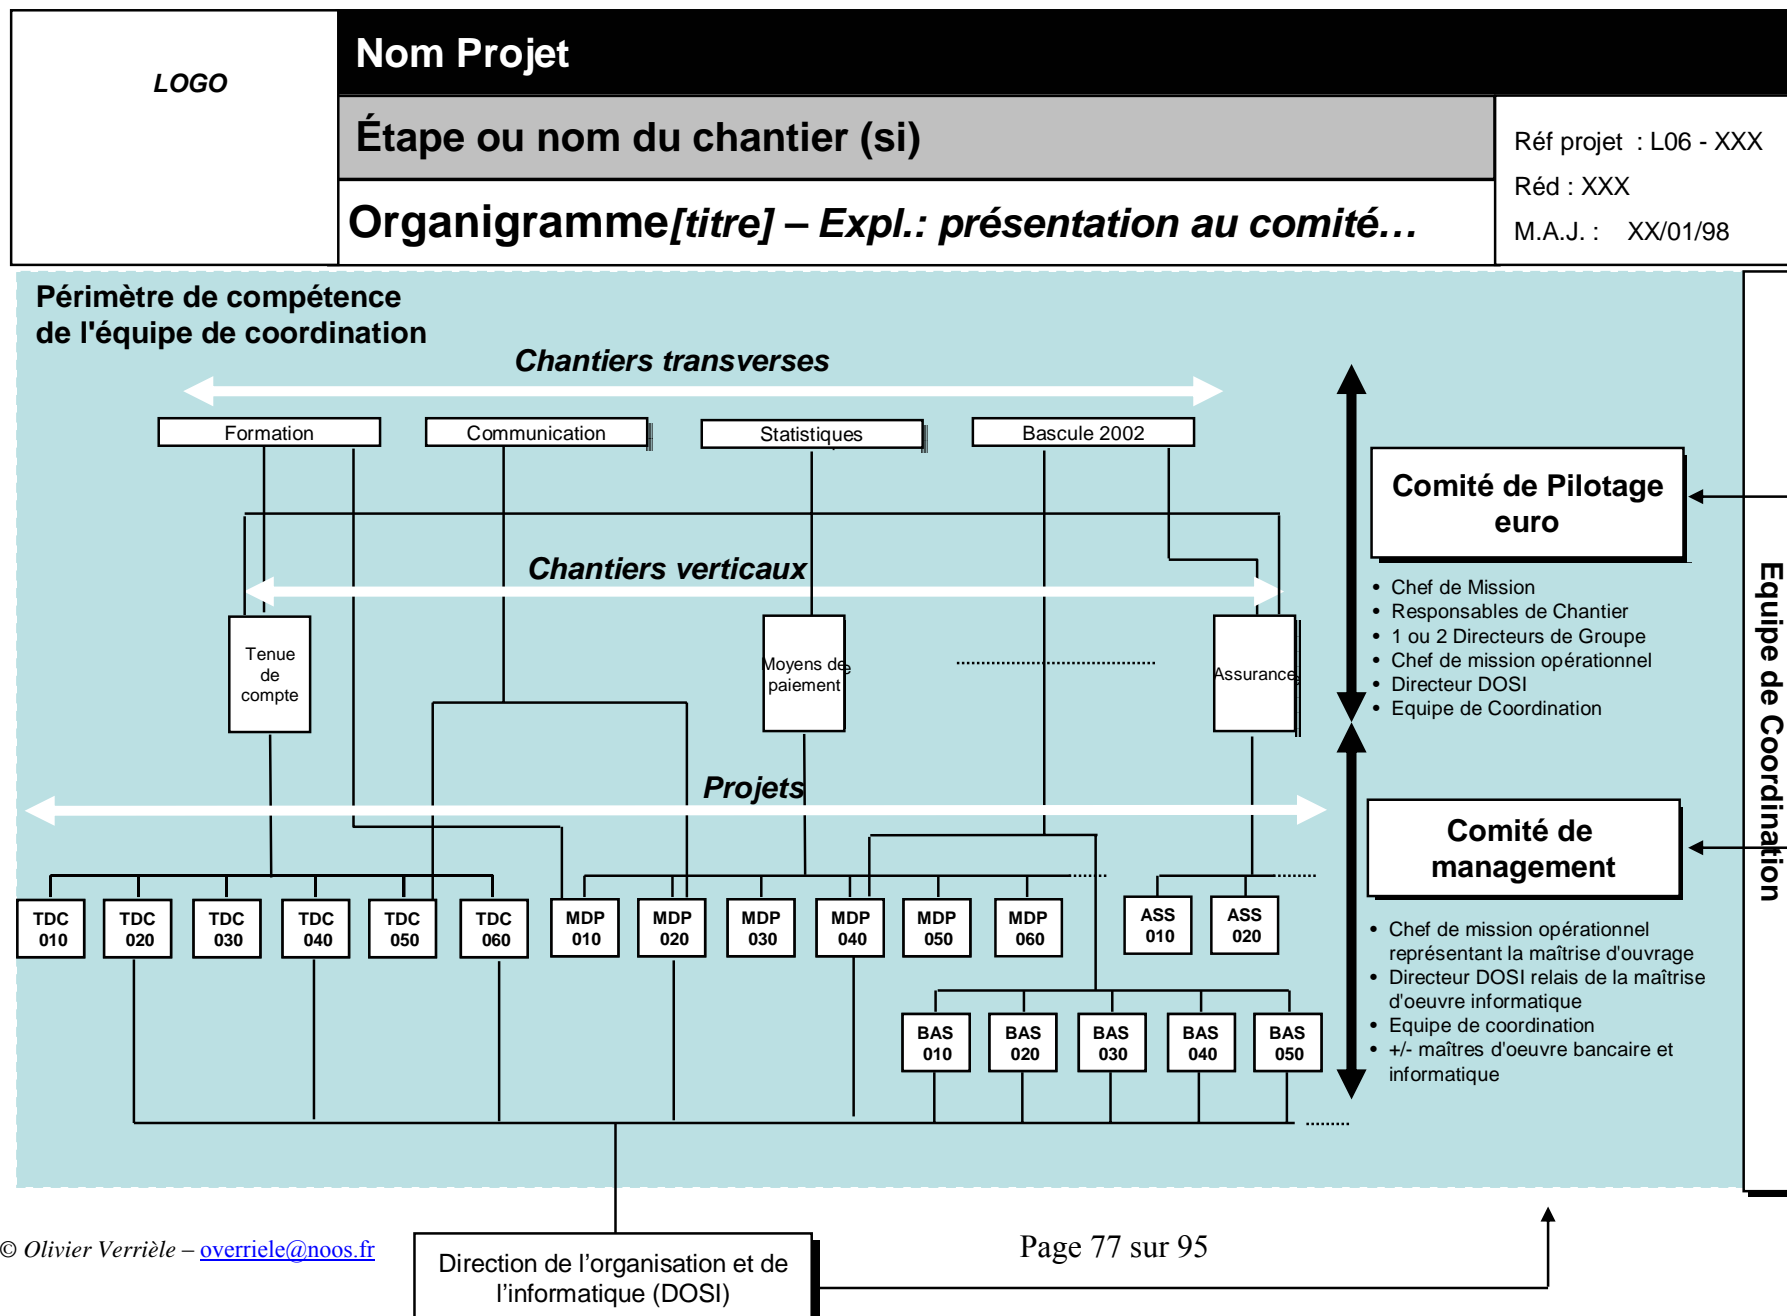 LOGO
Nom Projet
Étape ou nom du chantier (si)
Organigramme[titre] – Expl.: présentation au comité…
Réf projet : L06 - XXX
Réd : XXX
M.A.J. : XX/01/98
Périmètre de compétence
de l'équipe de coordination
Chantiers transverses
Formation
Communication
Statistiques
Bascule 2002
Chantiers verticaux
Tenue
de
compte
Moyens de
paiement
Assurance
Projets
TDC
010
TDC
020
TDC
030
TDC
040
TDC
050
TDC
060
MDP
010
MDP
020
MDP
030
MDP
040
MDP
050
MDP
060
ASS
010
ASS
020
BAS
010
BAS
020
BAS
030
BAS
040
BAS
050
Comité de Pilotage
euro
• Chef de Mission
• Responsables de Chantier
• 1 ou 2 Directeurs de Groupe
• Chef de mission opérationnel
• Directeur DOSI
• Equipe de Coordination
Comité de
management
• Chef de mission opérationnel
représentant la maîtrise d'ouvrage
• Directeur DOSI relais de la maîtrise
d'oeuvre informatique
• Equipe de coordination
• +/- maîtres d'oeuvre bancaire et
informatique
Equipe de Coordination
© Olivier Verrièle – overriele@noos.fr
Direction de l’organisation et de
l’informatique (DOSI)
Page 77 sur 95